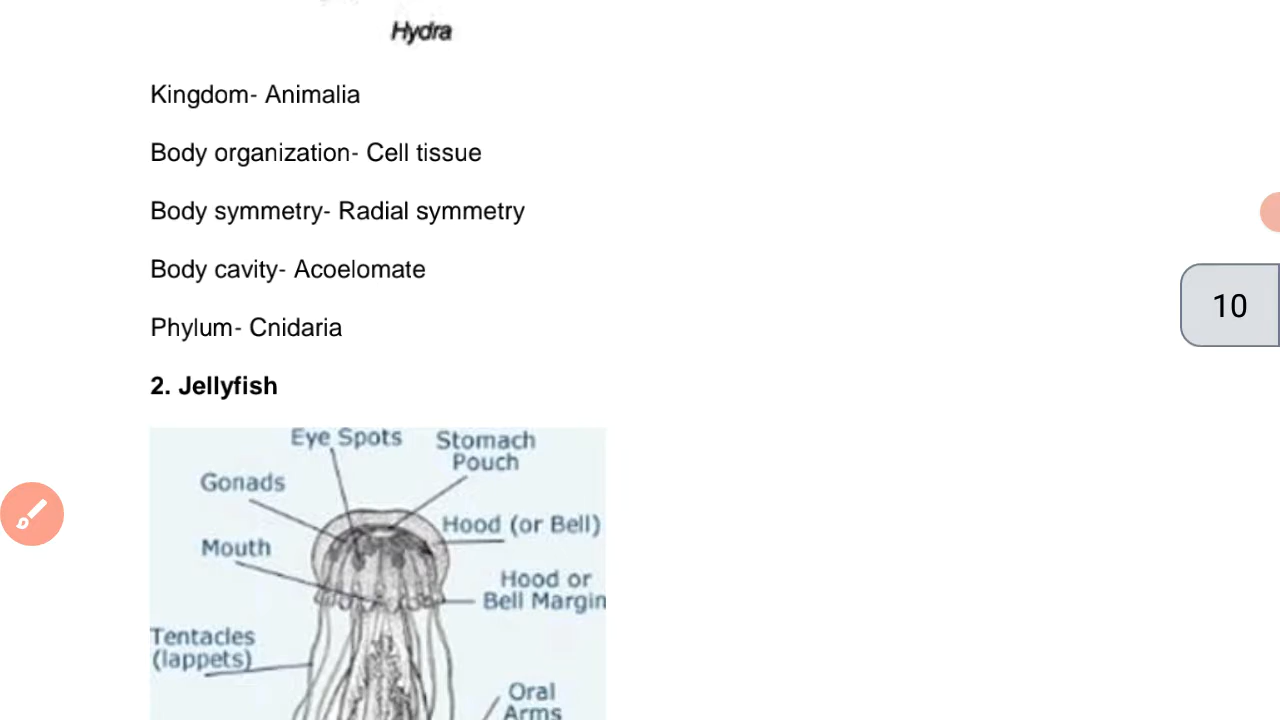 Hydra
Kingdom- Animalia
Body organization- Cell tissue
Body symmetry- Radial symmetry
Body cavity- Acoelomate
Phylum- Cnidaria
10
2. Jellyfish
Eye Spots
Stomach
Pouch
Gonads
Hood (or Bell)
Mouth
Hood or
Bell Margin
Tentacles
(lappets)
Oral
Arms